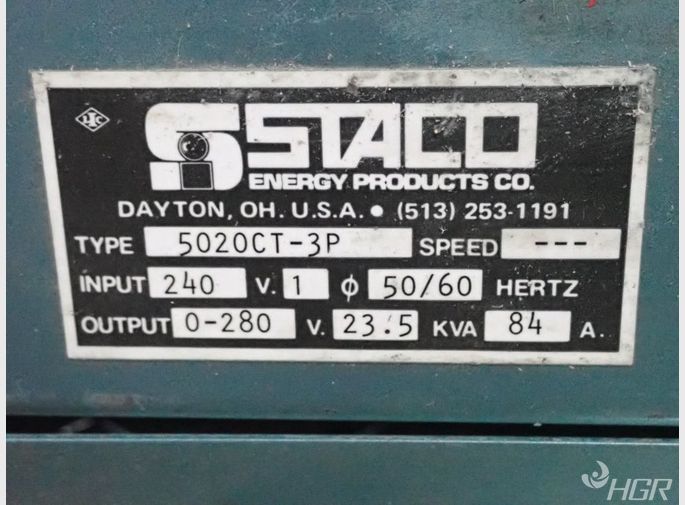 STACO
ENERGY PRODUCTS CO.
DAYTON, OH. U.S.A. • (513) 253-1191
TYPE 5020CT-3P SPEED ---
INPUT 240 V. 1 ϕ 50/60 HERTZ
OUTPUT 0-280 V. 23.5 KVA 84 A.
HGR